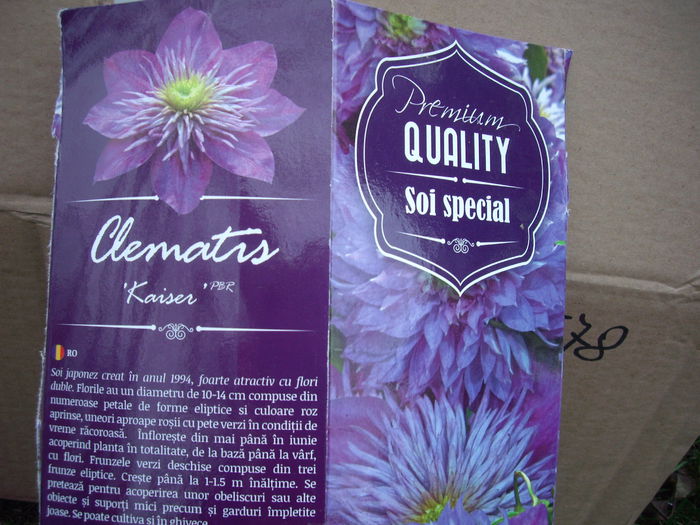 Clematis
'Kaiser' PBR
RO
Soi japonez creat în anul 1994, foarte atractiv cu flori
duble. Florile au un diametru de 10-14 cm compuse din
numeroase petale de forme eliptice si culoare roz
aprinse, uneori aproape roșii cu pete verzi în condiții de
vreme răcoroasă. Înflorește din mai până în iunie
acoperind planta în totalitate, de la bază până la vârf,
cu flori. Frunzele verzi deschise compuse din trei
frunze eliptice. Crește până la 1-1.5 m înălțime. Se
pretează pentru acoperirea unor obeliscuri sau alte
obiecte și suporți mici precum și garduri împletite
joase. Se poate cultiva și în ghivece.
Premium
QUALITY
Soi special
78